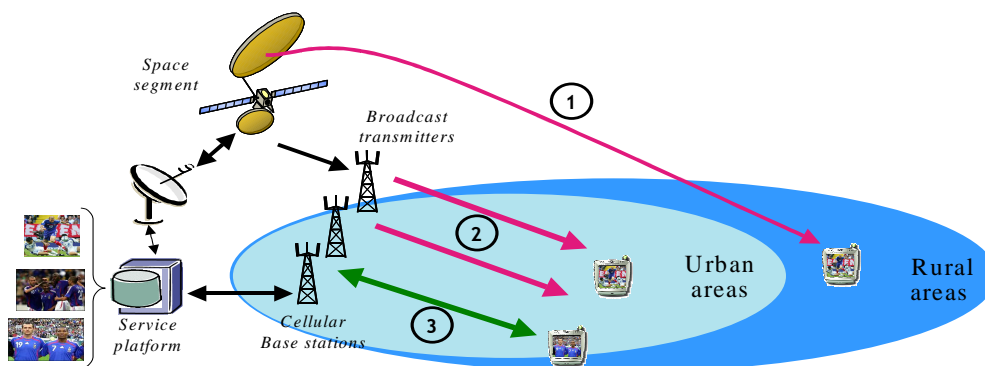 Space
segment
1
Broadcast
transmitters
2
Urban
areas
Rural
areas
Service
platform
Cellular
Base stations
3